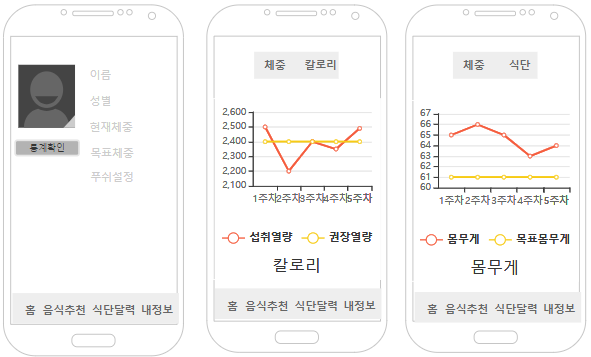 이름
성별
현재체중
통계확인
목표체중
푸쉬설정
홈 음식추천 식단달력 내정보
체중 칼로리
2,600
2,500
2,400
2,300
2,200
2,100
1주차 2주차 3주차 4주차 5주차
섭취열량 권장열량
칼로리
홈 음식추천 식단달력 내정보
체중 식단
67
66
65
64
63
62
61
60
1주차 2주차 3주차 4주차 5주차
몸무게 목표몸무게
몸무게
홈 음식추천 식단달력 내정보